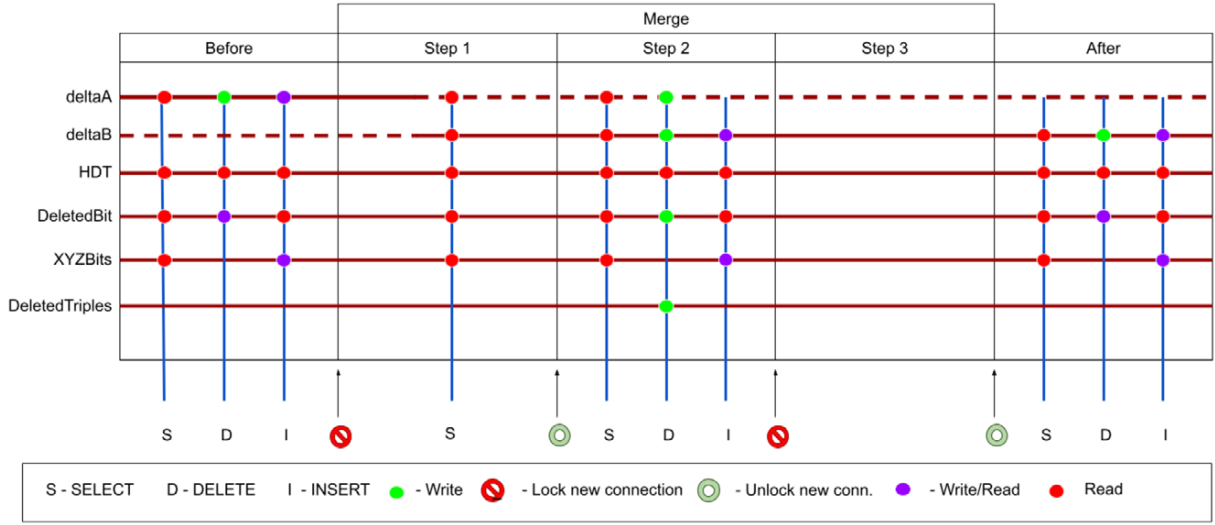 Merge
Before Step 1 Step 2 Step 3 After
deltaA
deltaB
HDT
DeletedBit
XYZBits
DeletedTriples
S D I S S D I S D I
S - SELECT D - DELETE I - INSERT - Write - Lock new connection - Unlock new conn. - Write/Read Read